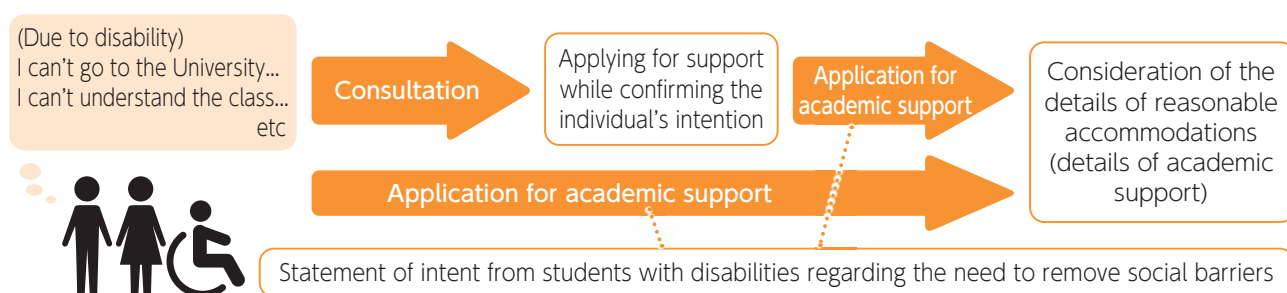 (Due to disability)
I can't go to the University...
I can't understand the class...
etc
Consultation
Applying for support
while confirming the
individual's intention
Application for
academic support
Consideration of the
details of reasonable
accommodations
(details of academic
support)
Application for academic support
Statement of intent from students with disabilities regarding the need to remove social barriers